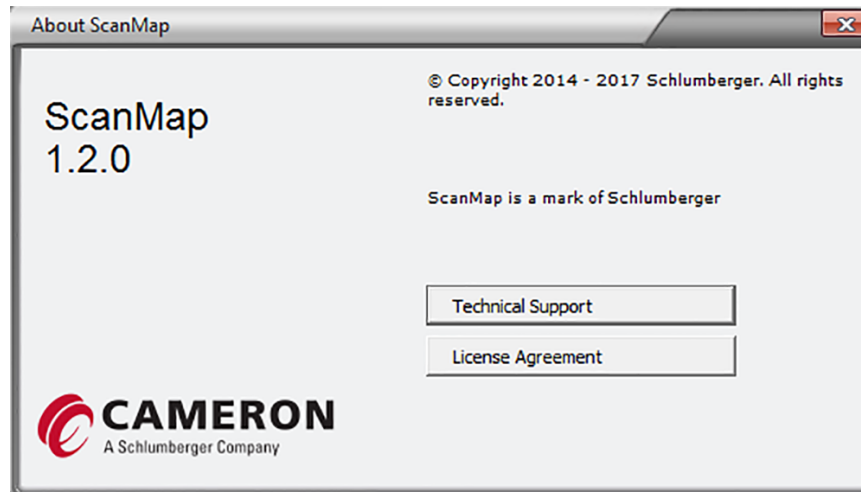 About ScanMap
ScanMap
1.2.0
© Copyright 2014 - 2017 Schlumberger. All rights
reserved.
ScanMap is a mark of Schlumberger
Technical Support
License Agreement
CAMERON
A Schlumberger Company